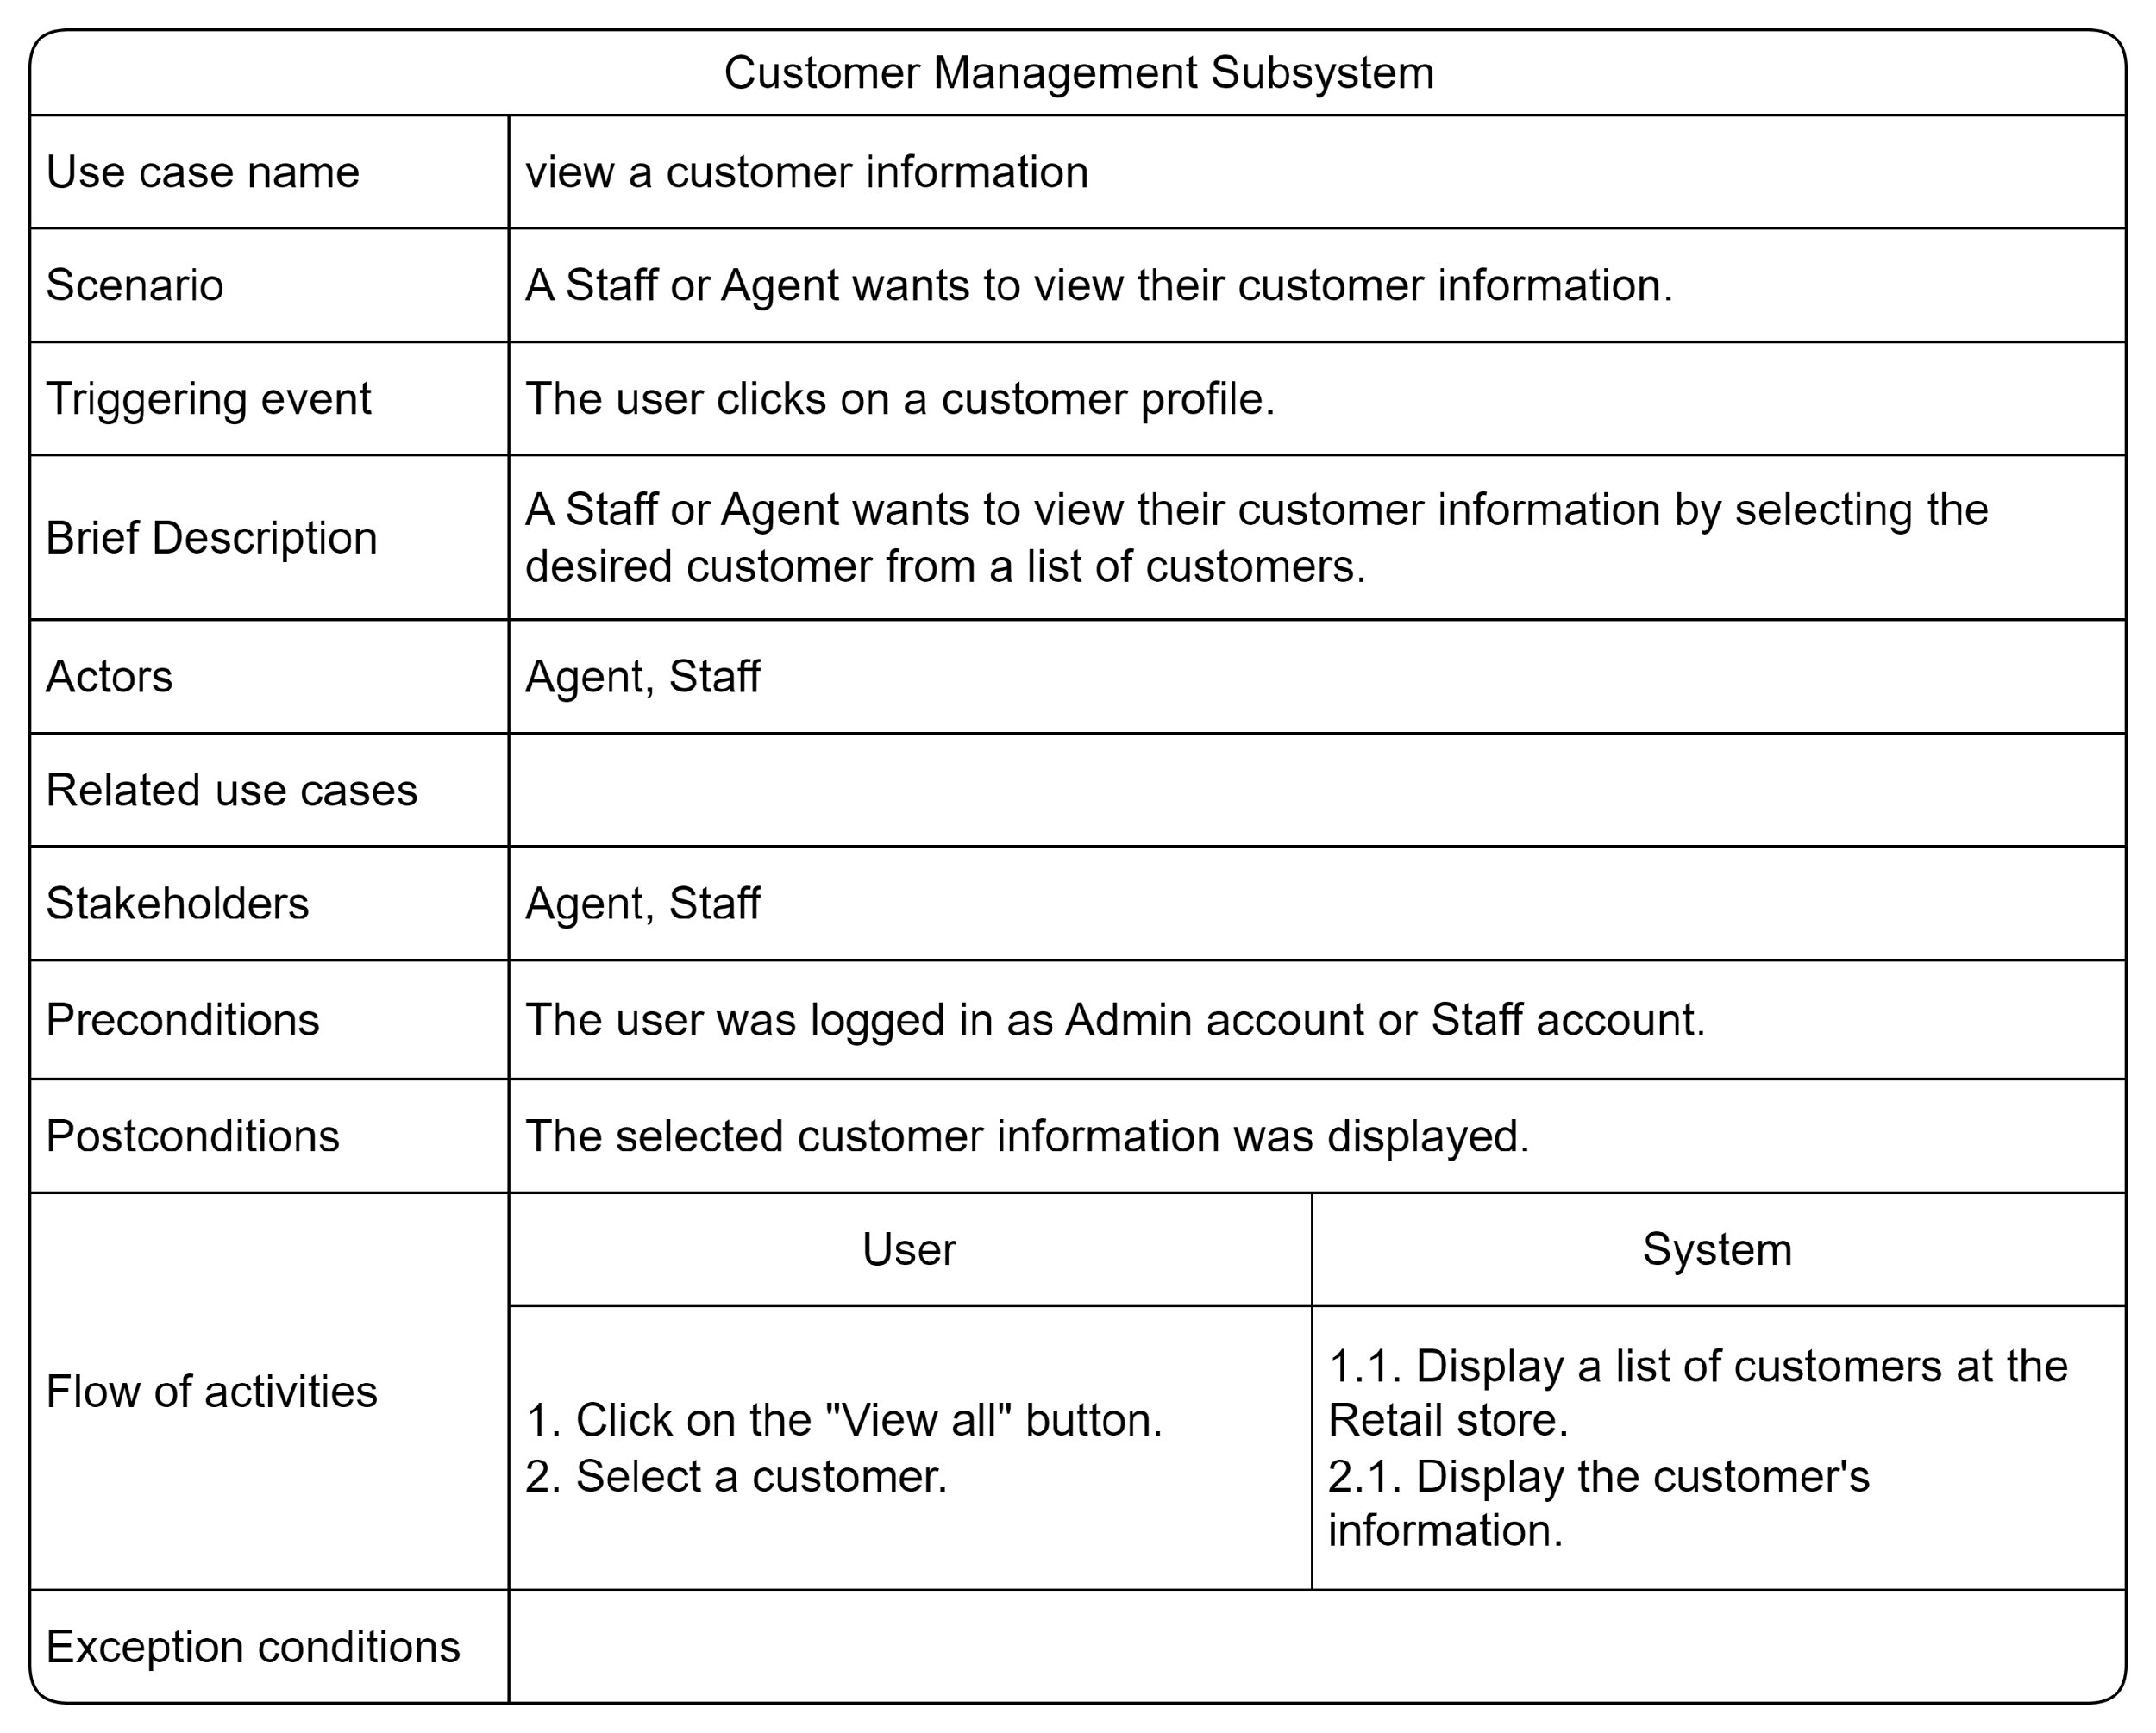 Customer Management Subsystem
Use case name
view a customer information
Scenario
A Staff or Agent wants to view their customer information.
Triggering event
The user clicks on a customer profile.
Brief Description
A Staff or Agent wants to view their customer information by selecting the
desired customer from a list of customers.
Actors
Agent, Staff
Related use cases
Stakeholders
Agent, Staff
Preconditions
The user was logged in as Admin account or Staff account.
Postconditions
The selected customer information was displayed.
Flow of activities
User
System
1. Click on the "View all" button.
2. Select a customer.
1.1. Display a list of customers at the
Retail store.
2.1. Display the customer's
information.
Exception conditions